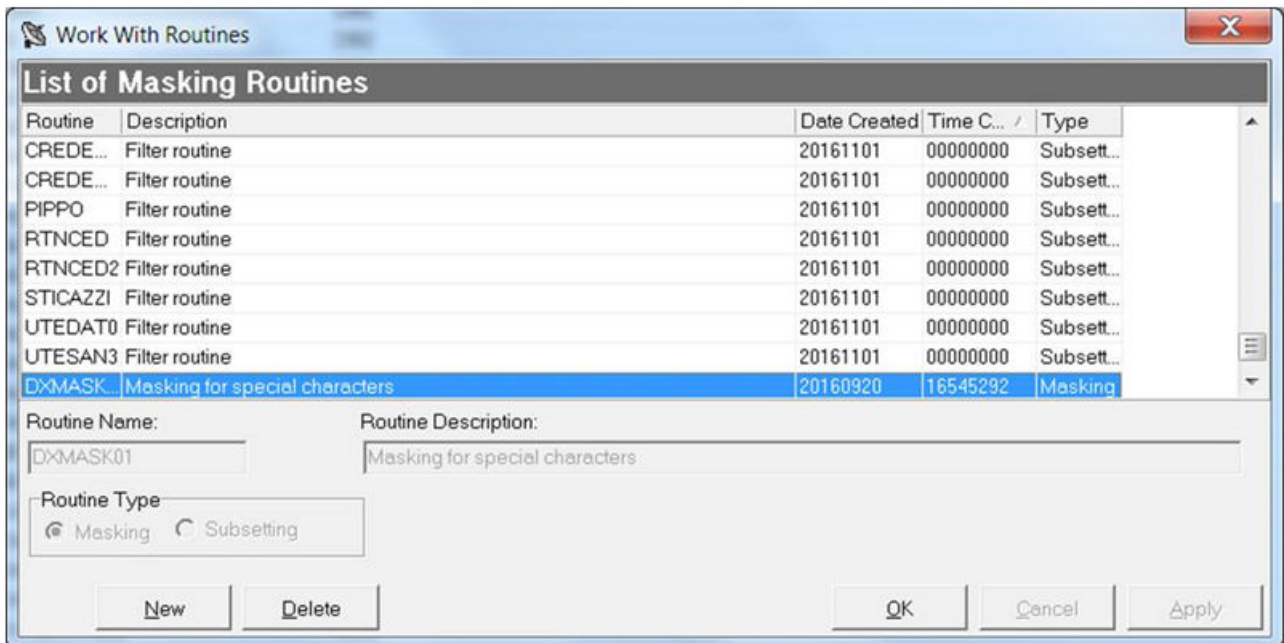 Work With Routines
List of Masking Routines
Routine Description Date Created Time C... Type
CREDE... Filter routine 20161101 00000000 Subsett...
CREDE... Filter routine 20161101 00000000 Subsett...
PIPPO Filter routine 20161101 00000000 Subsett...
RTNCED Filter routine 20161101 00000000 Subsett...
RTNCED2 Filter routine 20161101 00000000 Subsett...
STICAZZI Filter routine 20161101 00000000 Subsett...
UTEDAT0 Filter routine 20161101 00000000 Subsett...
UTESAN3 Filter routine 20161101 00000000 Subsett...
DXMASK... Masking for special characters 20160920 16545292 Masking
Routine Name: Routine Description:
DXMASK01 Masking for special characters
Routine Type
Masking Subsetting
New Delete OK Cancel Apply